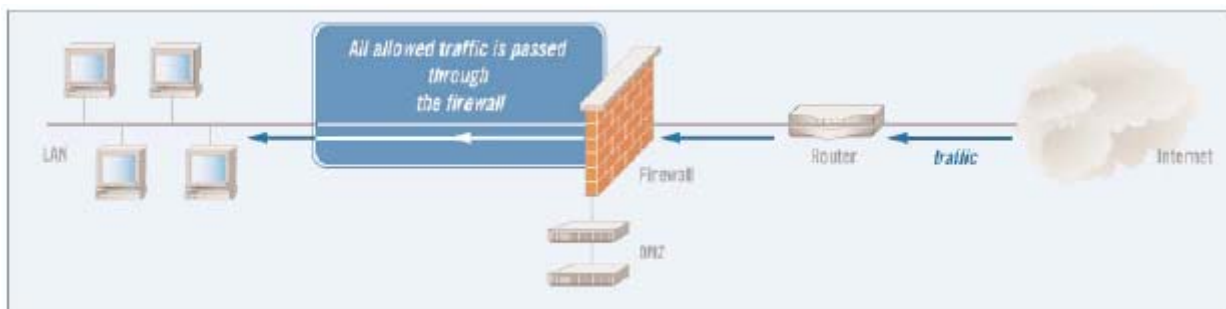 All allowed traffic is passed
through
the firewall
LAN
Firewall
DMZ
Router
traffic
Internet